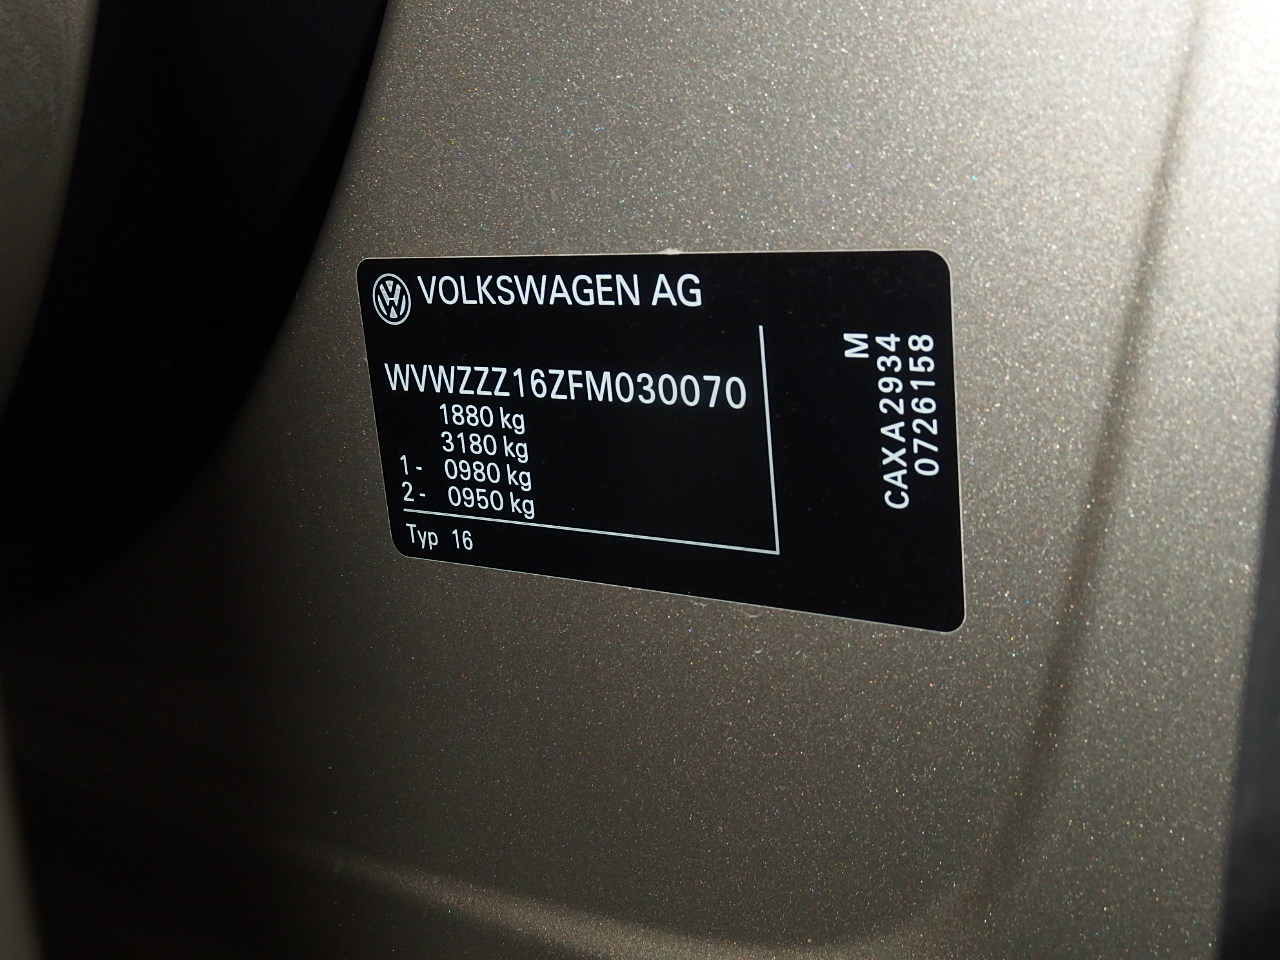 VOLKSWAGEN AG
WVWZZZ16ZFM030070
1880 kg
3180 kg
1- 0980 kg
2- 0950 kg
Typ 16
M
CAXA2934
0726158